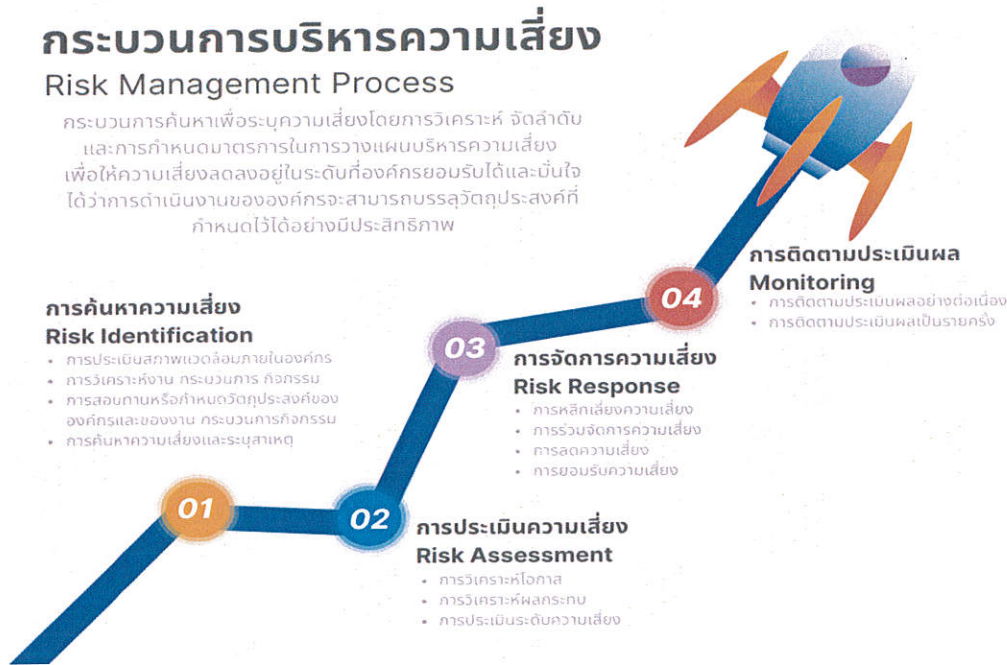 กระบวนการบริหารความเสี่ยง
Risk Management Process
กระบวนการค้นหาเพื่อระบุความเสี่ยงโดยการวิเคราะห์ จัดลำดับ
และการกำหนดมาตรการในการวางแผนบริหารความเสี่ยง
เพื่อให้ความเสี่ยงลดลงอยู่ในระดับที่องค์กรยอมรับได้และมั่นใจ
ได้ว่าการดำเนินงานขององค์กรจะสามารถบรรลุวัตถุประสงค์ที่
กำหนดไว้ได้อย่างมีประสิทธิภาพ
01
การค้นหาความเสี่ยง
Risk Identification
• การประเมินสภาพแวดล้อมภายในองค์กร
• การวิเคราะห์งาน กระบวนการ กิจกรรม
• การสอบทานหรือกำหนดวัตถุประสงค์ของ
องค์กรและของงาน กระบวนการกิจกรรม
• การค้นหาความเสี่ยงและระบุสาเหตุ
02
การประเมินความเสี่ยง
Risk Assessment
• การวิเคราะห์โอกาส
• การวิเคราะห์ผลกระทบ
• การประเมินระดับความเสี่ยง
03
การจัดการความเสี่ยง
Risk Response
• การหลีกเลี่ยงความเสี่ยง
• การร่วมจัดการความเสี่ยง
• การลดความเสี่ยง
• การยอมรับความเสี่ยง
04
การติดตามประเมินผล
Monitoring
• การติดตามประเมินผลอย่างต่อเนื่อง
• การติดตามประเมินผลเป็นรายครั้ง